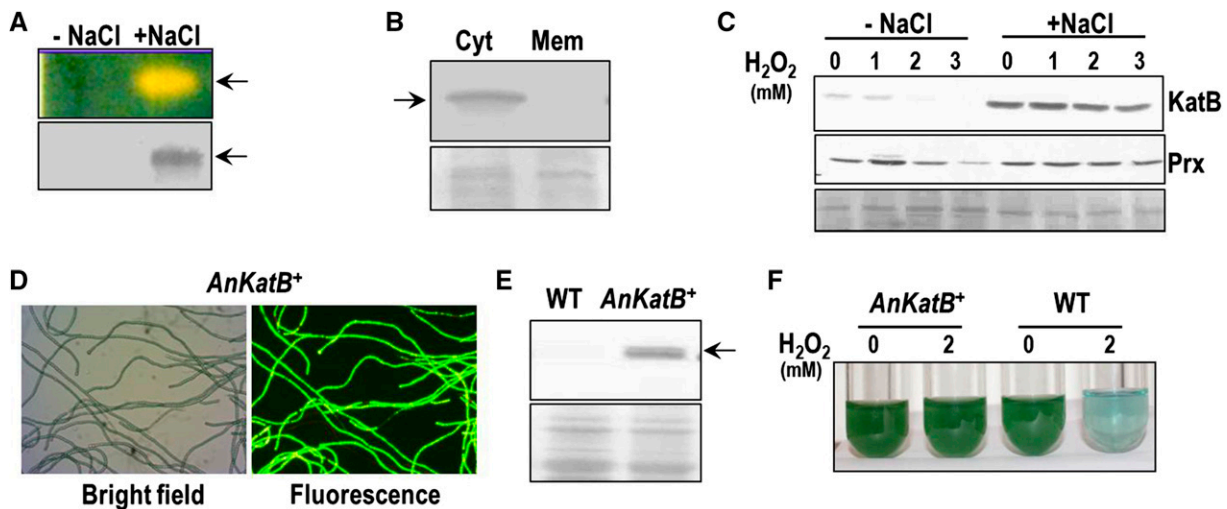 A
- NaCl +NaCl
B
Cyt Mem
C
- NaCl +NaCl
H₂O₂ 0 1 2 3 0 1 2 3
(mM)
KatB
Prx
D
AnKatB⁺
Bright field Fluorescence
E
WT AnKatB⁺
F
AnKatB⁺ WT
H₂O₂ 0 2 0 2
(mM)